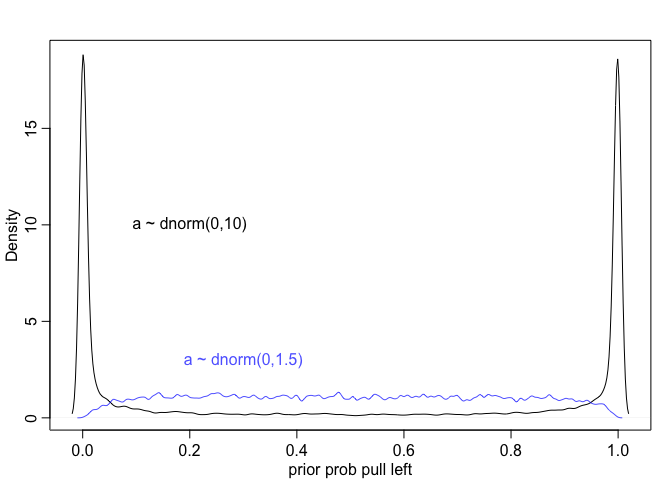 15
10
5
0
Density
a ~ dnorm(0,10)
a ~ dnorm(0,1.5)
0.0 0.2 0.4 0.6 0.8 1.0
prior prob pull left